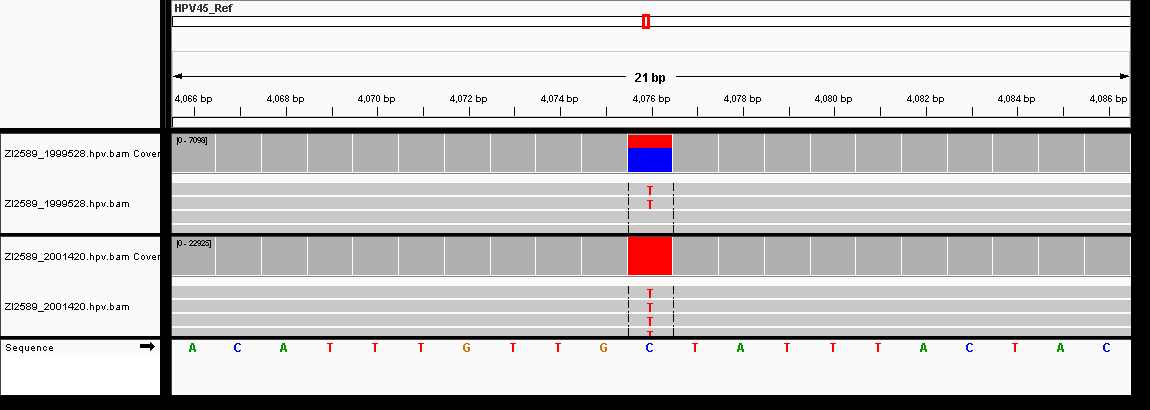 HPV45_Ref
21 bp
4,066 bp 4,068 bp 4,070 bp 4,072 bp 4,074 bp 4,076 bp 4,078 bp 4,080 bp 4,082 bp 4,084 bp 4,086 bp
ZI2589_1999528.hpv.bam Cover
[0 - 7098]
T
ZI2589_1999528.hpv.bam
T
[0 - 22925]
ZI2589_2001420.hpv.bam Cover
T
ZI2589_2001420.hpv.bam
T
T
T
Sequence
A C A T T T G T T G C T A T T T A C T A C